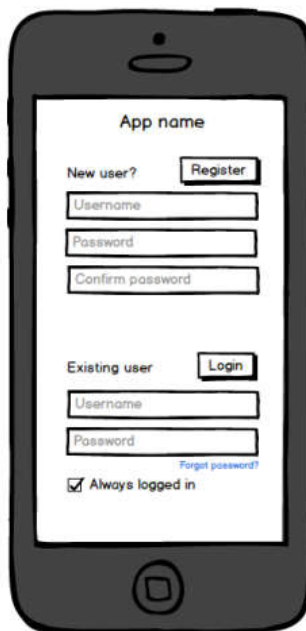 App name
New user? Register
Username
Password
Confirm password
Existing user Login
Username
Password
Forgot password?
Always logged in